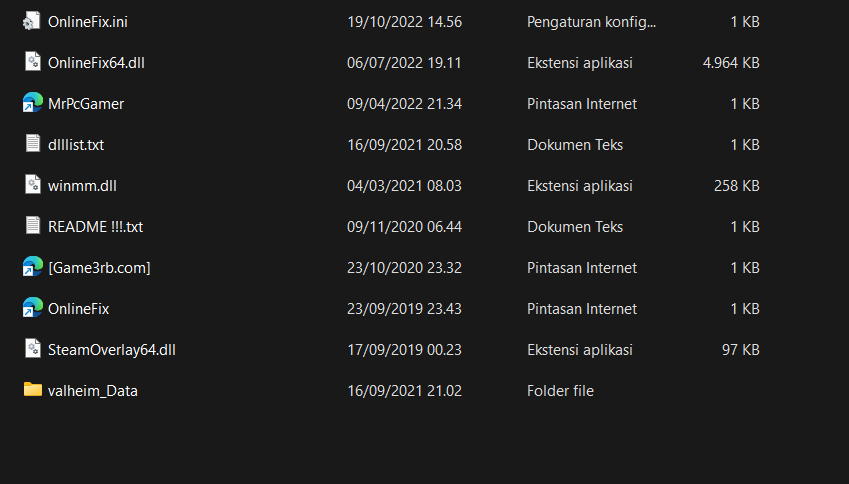 OnlineFix.ini 19/10/2022 14.56 Pengaturan konfig... 1 KB
OnlineFix64.dll 06/07/2022 19.11 Ekstensi aplikasi 4.964 KB
MrPcGamer 09/04/2022 21.34 Pintasan Internet 1 KB
dlllist.txt 16/09/2021 20.58 Dokumen Teks 1 KB
winmm.dll 04/03/2021 08.03 Ekstensi aplikasi 258 KB
README !!!.txt 09/11/2020 06.44 Dokumen Teks 1 KB
[Game3rb.com] 23/10/2020 23.32 Pintasan Internet 1 KB
OnlineFix 23/09/2019 23.43 Pintasan Internet 1 KB
SteamOverlay64.dll 17/09/2019 00.23 Ekstensi aplikasi 97 KB
valheim_Data 16/09/2021 21.02 Folder file